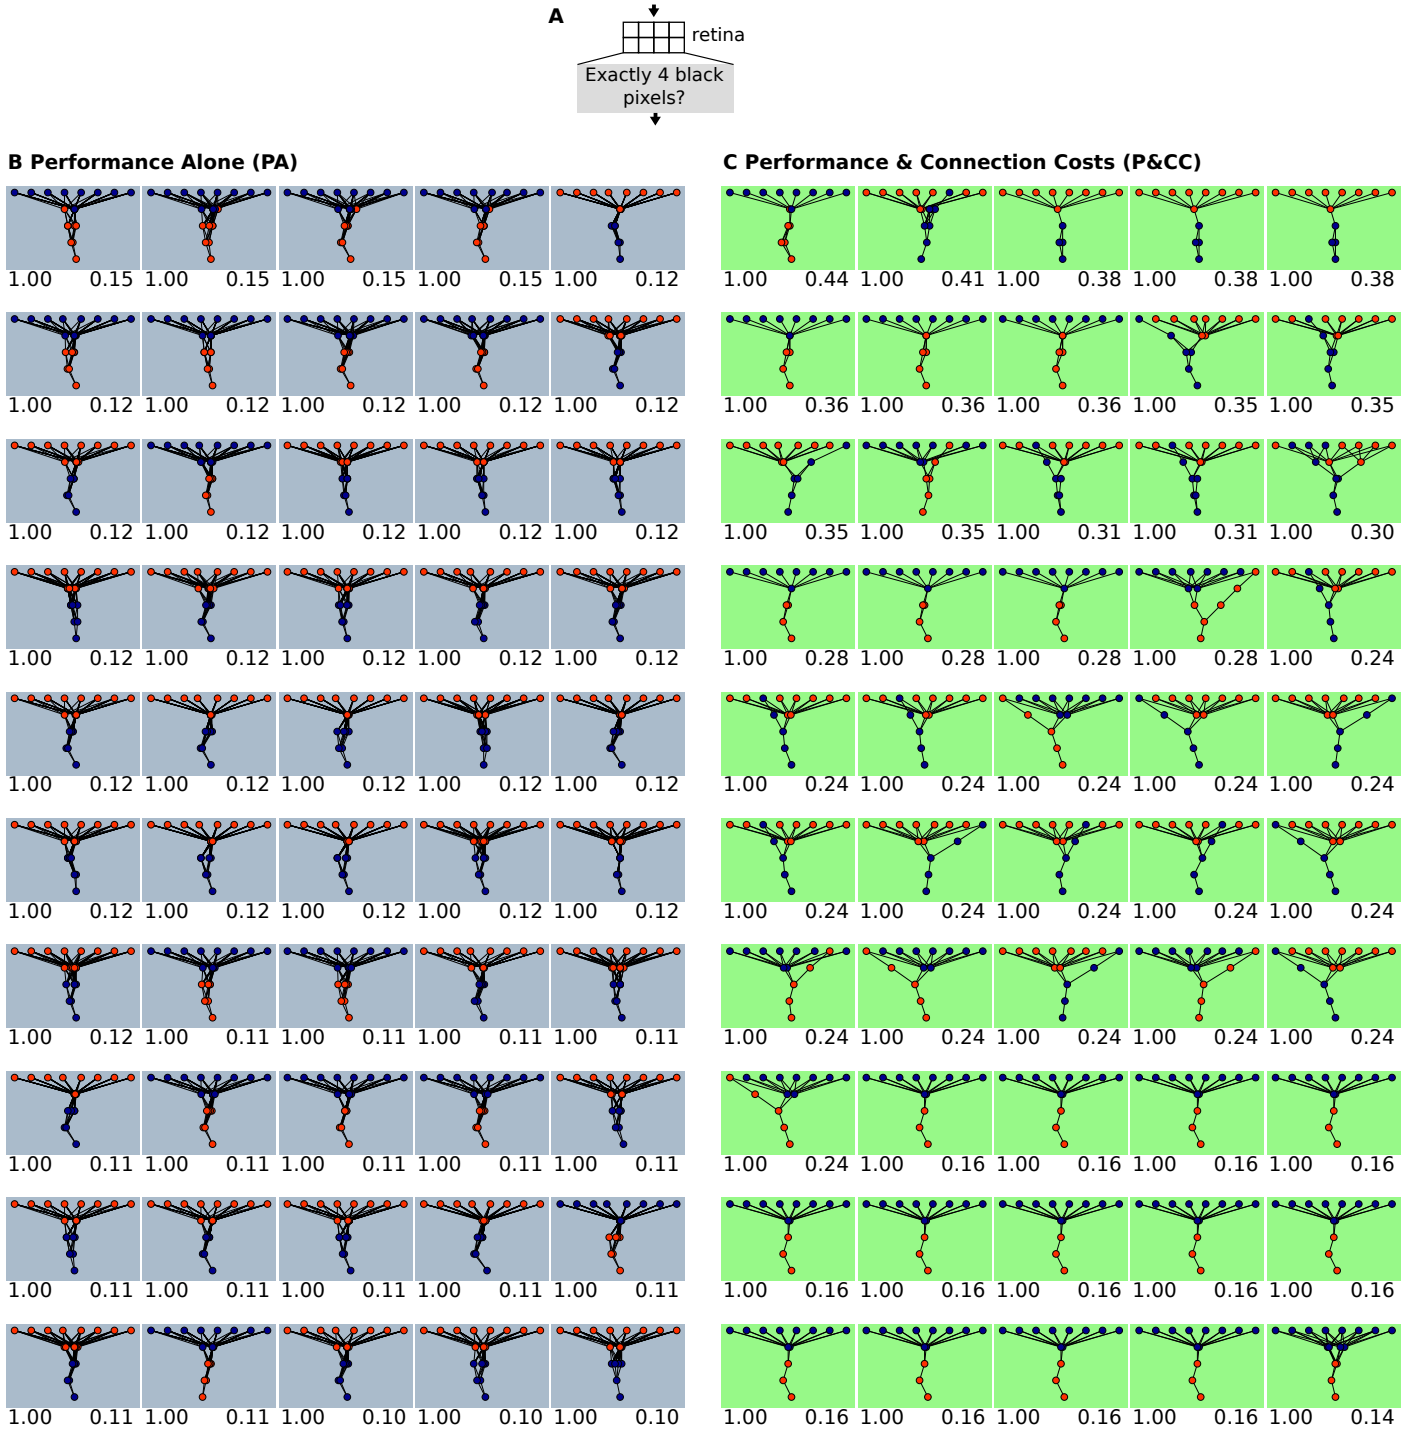 A
retina
Exactly 4 black
pixels?
B Performance Alone (PA)
1.00 0.15 1.00 0.15 1.00 0.15 1.00 0.15 1.00 0.12
1.00 0.12 1.00 0.12 1.00 0.12 1.00 0.12 1.00 0.12
1.00 0.12 1.00 0.12 1.00 0.12 1.00 0.12 1.00 0.12
1.00 0.12 1.00 0.12 1.00 0.12 1.00 0.12 1.00 0.12
1.00 0.12 1.00 0.12 1.00 0.12 1.00 0.12 1.00 0.12
1.00 0.12 1.00 0.12 1.00 0.12 1.00 0.12 1.00 0.12
1.00 0.12 1.00 0.11 1.00 0.11 1.00 0.11 1.00 0.11
1.00 0.11 1.00 0.11 1.00 0.11 1.00 0.11 1.00 0.11
1.00 0.11 1.00 0.11 1.00 0.11 1.00 0.11 1.00 0.11
1.00 0.11 1.00 0.11 1.00 0.10 1.00 0.10 1.00 0.10
C Performance & Connection Costs (P&CC)
1.00 0.44 1.00 0.41 1.00 0.38 1.00 0.38 1.00 0.38
1.00 0.36 1.00 0.36 1.00 0.36 1.00 0.35 1.00 0.35
1.00 0.35 1.00 0.35 1.00 0.31 1.00 0.31 1.00 0.30
1.00 0.28 1.00 0.28 1.00 0.28 1.00 0.28 1.00 0.24
1.00 0.24 1.00 0.24 1.00 0.24 1.00 0.24 1.00 0.24
1.00 0.24 1.00 0.24 1.00 0.24 1.00 0.24 1.00 0.24
1.00 0.24 1.00 0.24 1.00 0.24 1.00 0.24 1.00 0.24
1.00 0.24 1.00 0.16 1.00 0.16 1.00 0.16 1.00 0.16
1.00 0.16 1.00 0.16 1.00 0.16 1.00 0.16 1.00 0.16
1.00 0.16 1.00 0.16 1.00 0.16 1.00 0.16 1.00 0.14